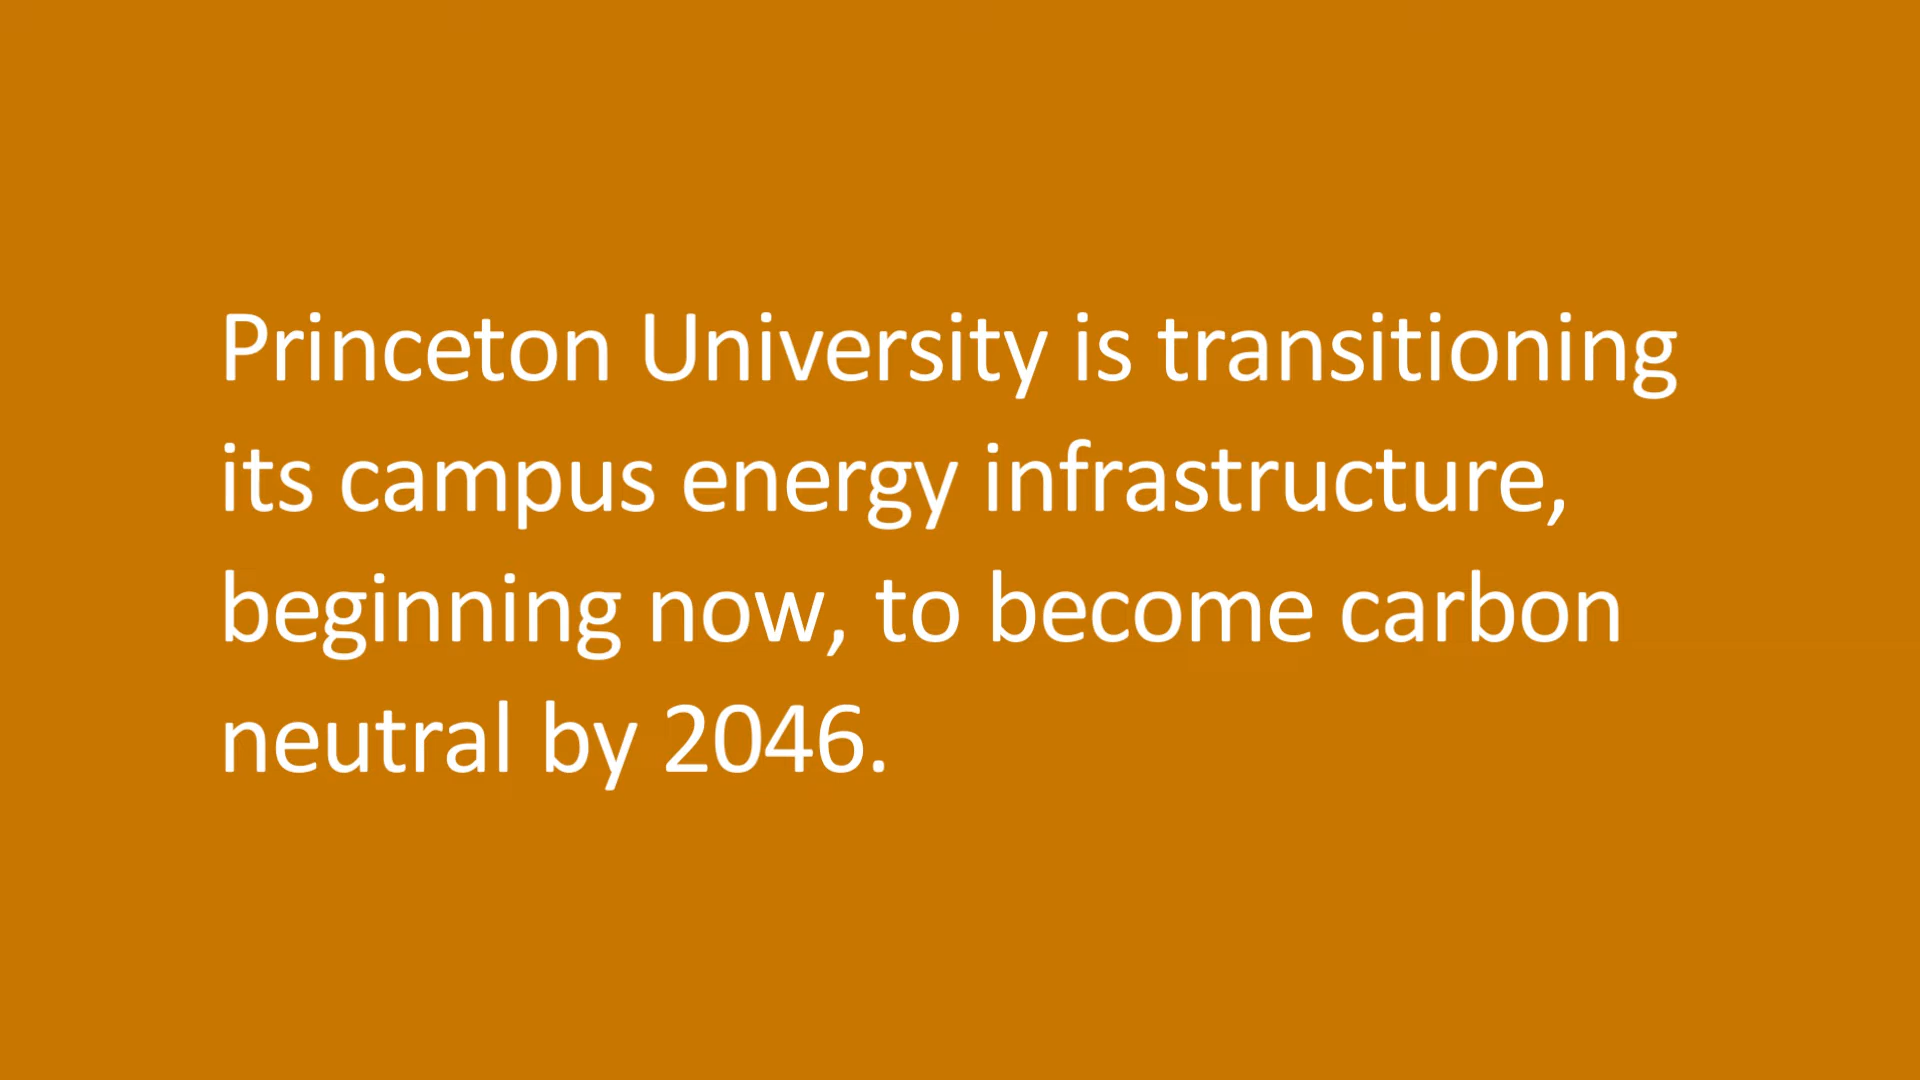 Princeton University is transitioning
its campus energy infrastructure,
beginning now, to become carbon
neutral by 2046.